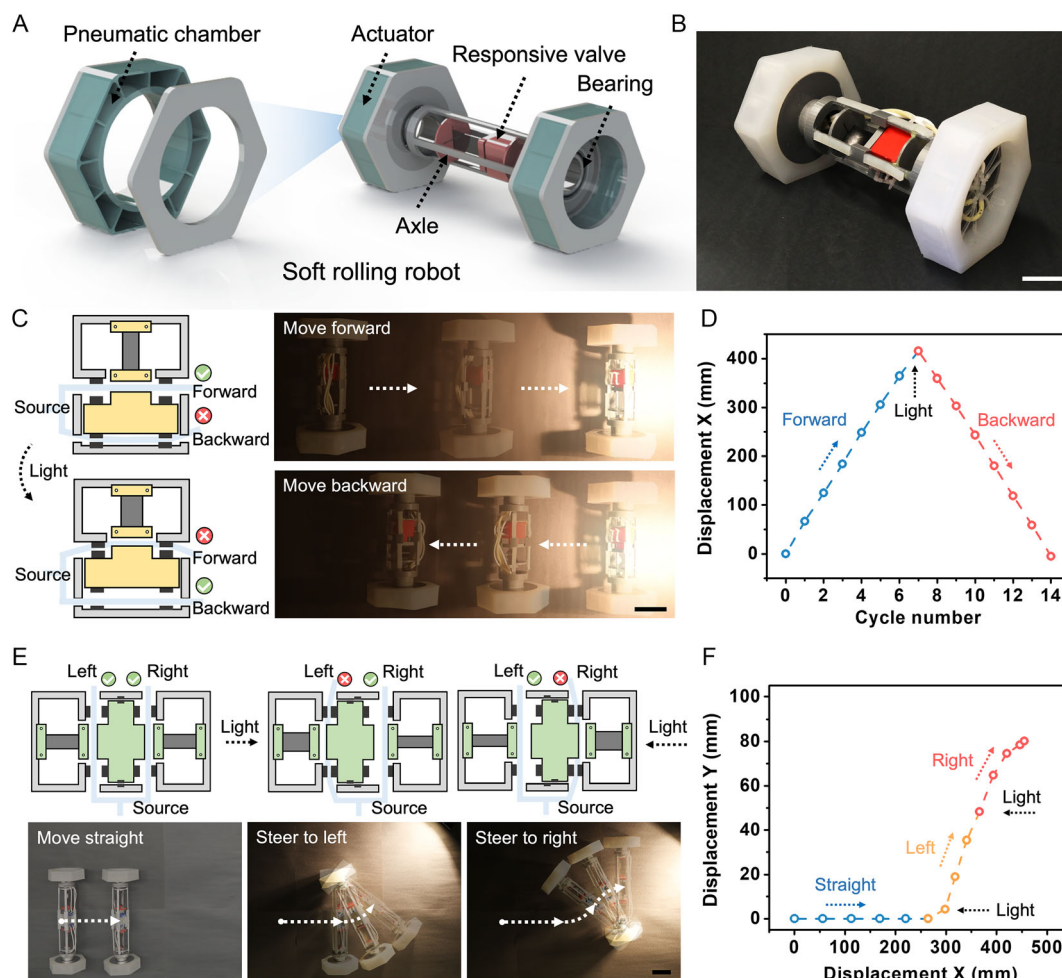 A
Pneumatic chamber
Actuator
Responsive valve
Bearing
Axle
Soft rolling robot
B
C
Forward
Source
Backward
Light
Forward
Source
Backward
Move forward
Move backward
D
Displacement X (mm)
400
300
200
100
0
Forward
Light
Backward
0 2 4 6 8 10 12 14
Cycle number
E
Left Right
Light
Left Right
Left Right
Light
Source
Source
Move straight
Steer to left
Steer to right
F
Displacement Y (mm)
100
80
60
40
20
0
Right
Light
Left
Straight
Light
0 100 200 300 400 500
Displacement X (mm)